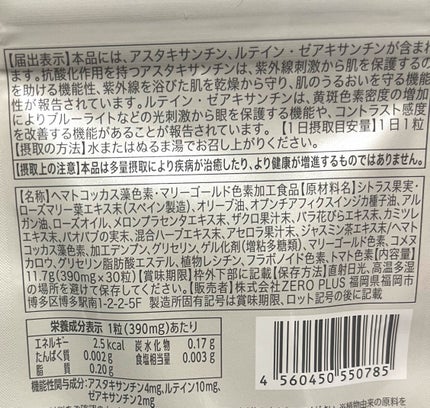 【届出表示】本品には、アスタキサンチン、ルテイン・ゼアキサンチンが含まれ
ます。抗酸化作用を持つアスタキサンチンは、紫外線刺激から肌を保護するの
を助ける機能性、紫外線を浴びた肌を乾燥から守り、肌のうるおいを守る機能
性が報告されています。ルテイン・ゼアキサンチンは、黄斑色素密度の増加
によりブルーライトなどの光刺激から眼を保護する機能や、コントラスト感度
を改善する機能があることが報告されています。【1日摂取目安量】1日1粒
【摂取の方法】水またはぬるま湯でお召し上がりください。
【摂取上の注意】本品は多量摂取により疾病が治癒したり、より健康が増進するものではありません。
【名称】ヘマトコッカス藻色素・マリーゴールド色素加工食品【原材料名】シトラス果実・
ローズマリー葉エキス末(スペイン製造)、オリーブ油、オプンチアフィクスインジカ種子油、アル
ガン油、ローズオイル、メロンプラセンタエキス末、ザクロ果汁末、バラ花びらエキス末、カミツレ
エキス末、バオバブの実末、混合ハーブエキス末、アセロラ果汁末、ジャスミン茶エキス末/ヘマト
コッカス藻色素、加工デンプン、グリセリン、ゲル化剤(増粘多糖類)、マリーゴールド色素、コメヌ
カロウ、グリセリン脂肪酸エステル、植物レシチン、フラボノイド色素、トマト色素【内容量】
11.7g(390mg×30粒)【賞味期限】枠外下部に記載【保存方法】直射日光、高温多湿
の場所を避けて保存してください。【販売者】株式会社ZERO PLUS 福岡県福岡市
博多区博多駅南1-2-2-5F 製造所固有記号は賞味期限、ロット記号の後に記載
栄養成分表示 1粒(390mg)あたり
エネルギー 2.5kcal 炭水化物 0.17g
たんぱく質 0.002g 食塩相当量 0.003g
脂質 0.20g
機能性関与成分:アスタキサンチン4mg、ルテイン10mg、
ゼアキサンチン2mg
4 560450 550785